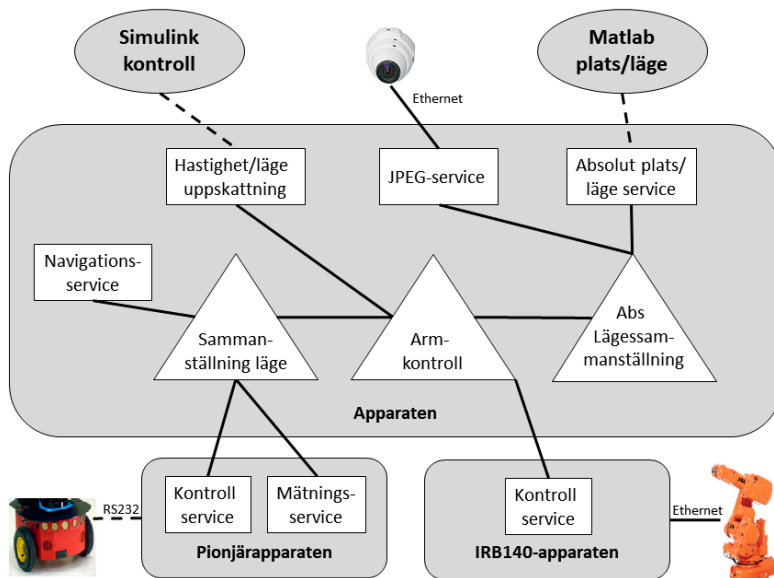 Simulink
kontroll
Matlab
plats/läge
Ethernet
Hastighet/läge
uppskattning
JPEG-service
Absolut plats/
läge service
Navigations-
service
Samman-
ställning läge
Arm-
kontroll
Abs
Lägessam-
manställning
Apparaten
RS232
Kontroll
service
Mätnings-
service
Pionjärapparaten
Kontroll
service
IRB140-apparaten
Ethernet